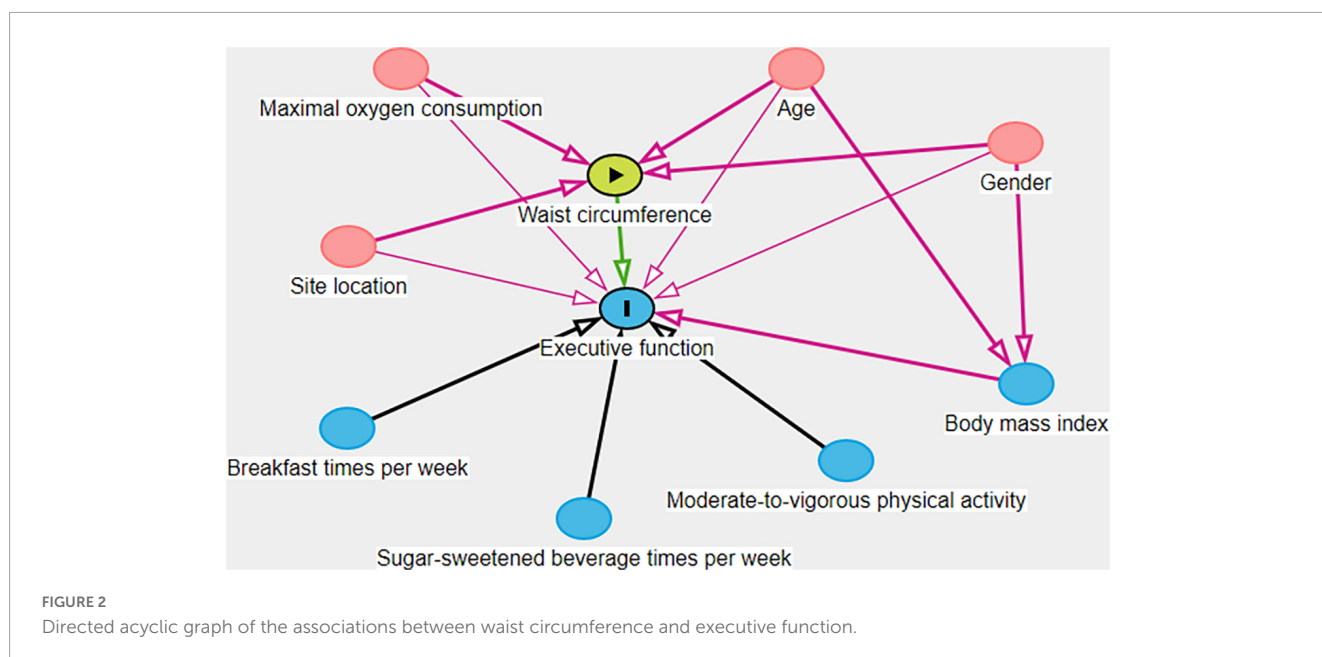 Maximal oxygen consumption
Age
Gender
Waist circumference
Site location
Executive function
Body mass index
Breakfast times per week
Moderate-to-vigorous physical activity
Sugar-sweetened beverage times per week
FIGURE 2
Directed acyclic graph of the associations between waist circumference and executive function.